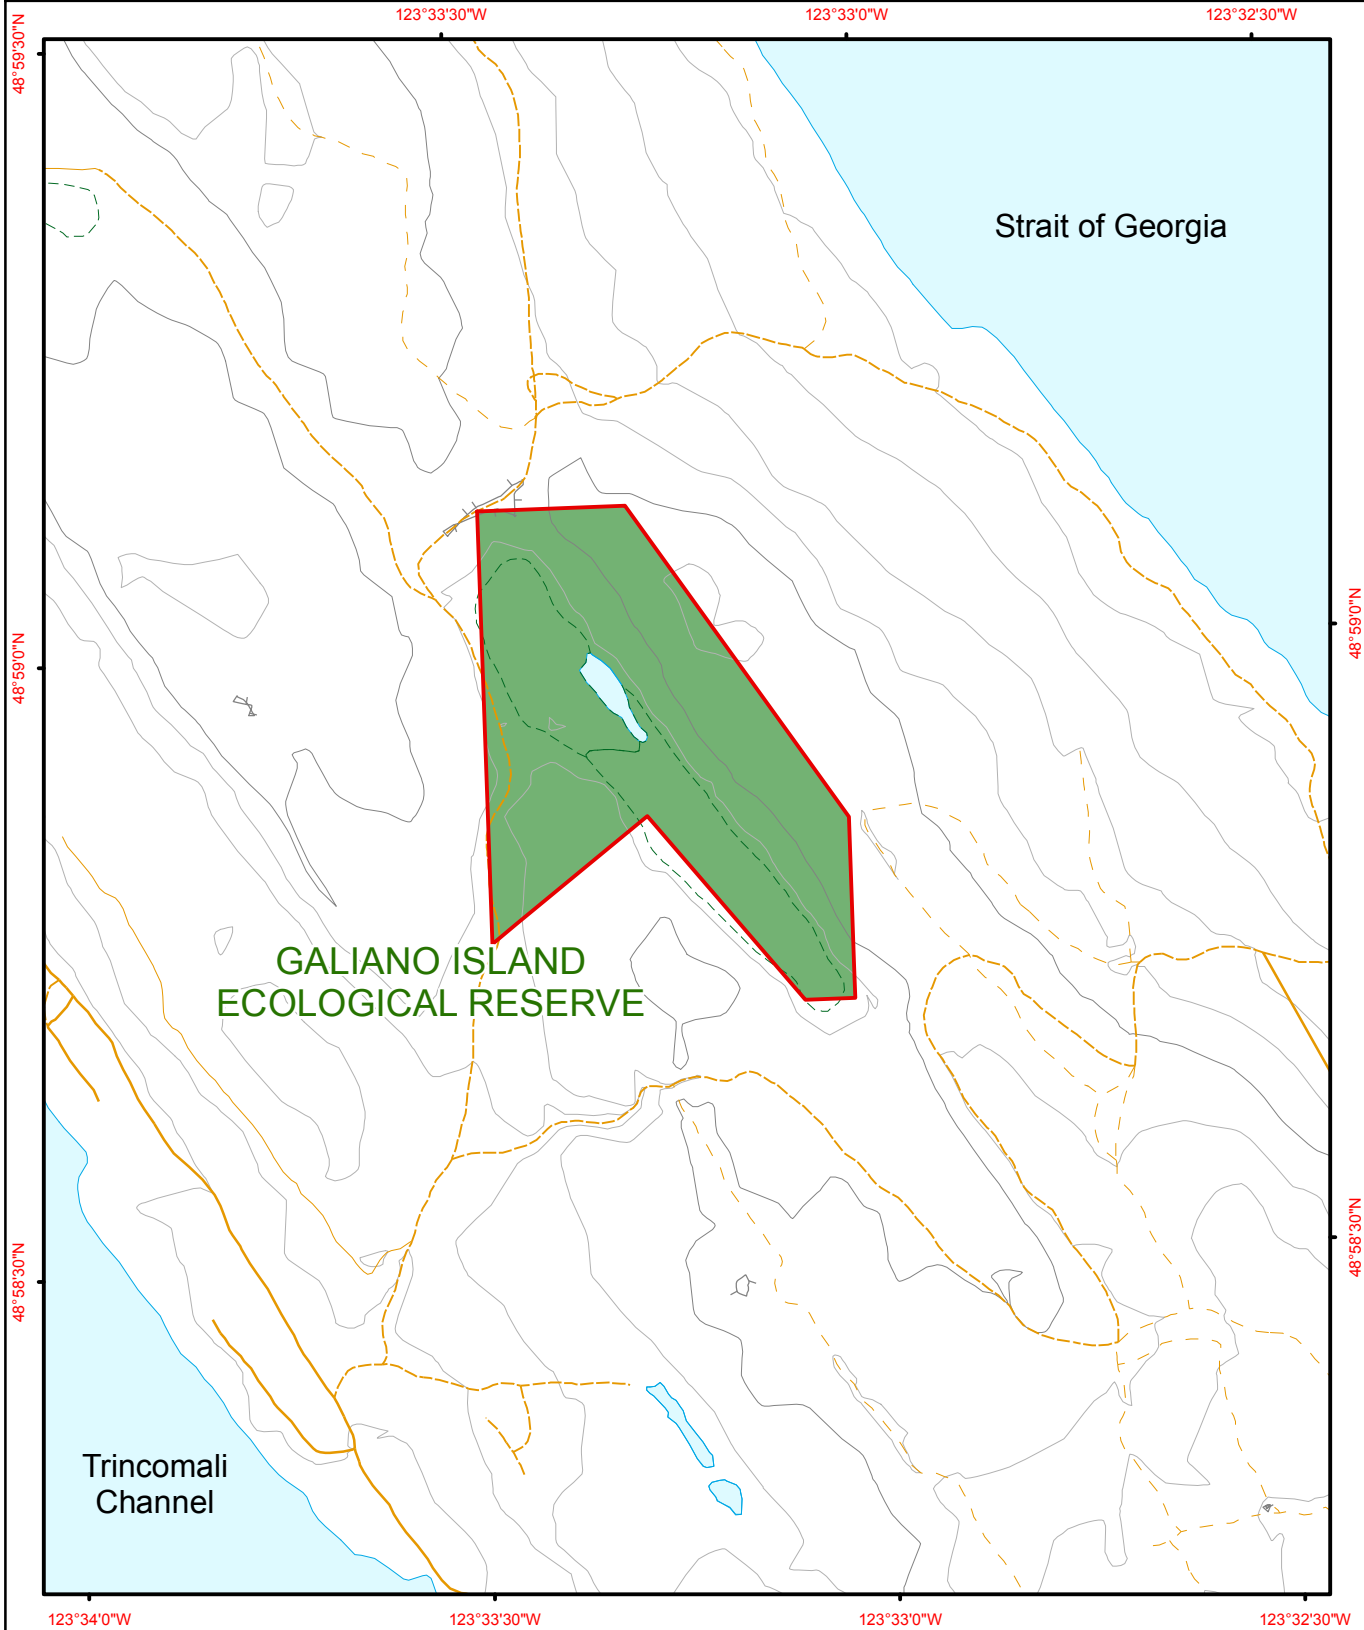 123°33'30"W
123°33'0"W
123°32'30"W
48°59'30"N
Strait of Georgia
48°59'0"N
48°59'0"N
GALIANO ISLAND
ECOLOGICAL RESERVE
48°58'30"N
48°58'30"N
Trincomali
Channel
123°34'0"W
123°33'30"W
123°33'0"W
123°32'30"W